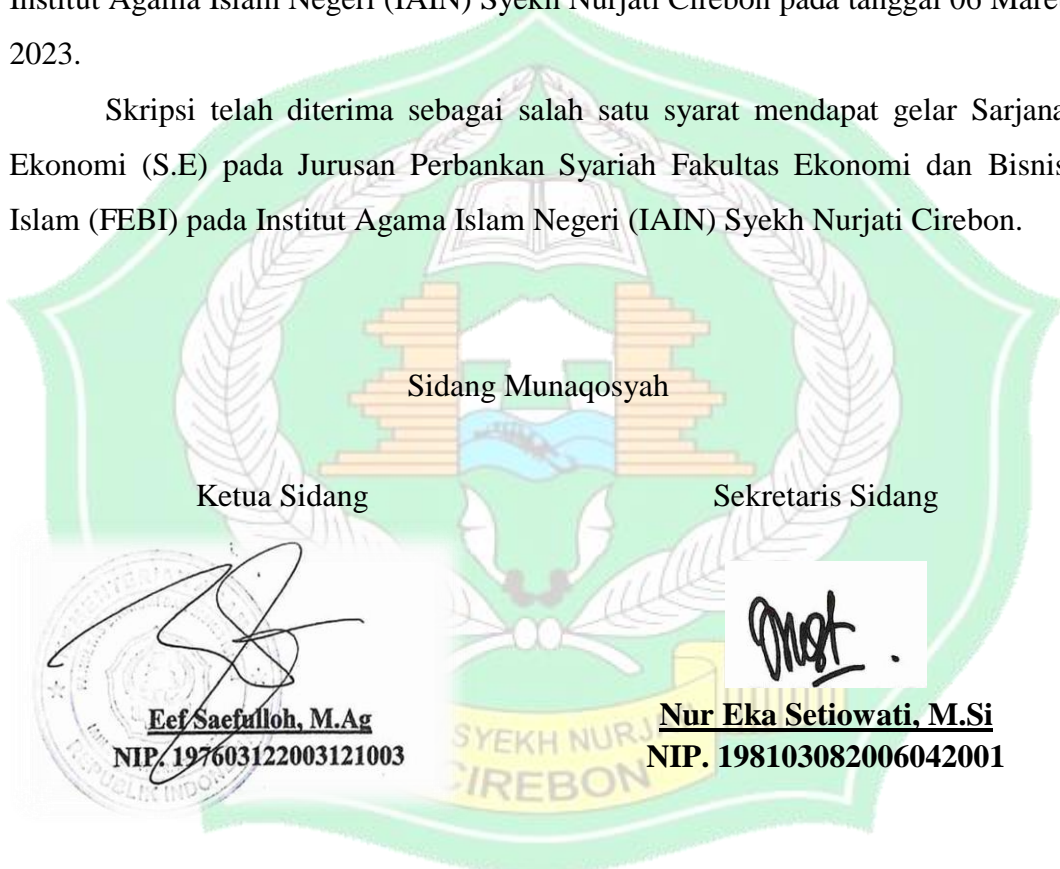 Institut Agama Islam Negeri (IAIN) Syekh Nurjati Cirebon pada tanggal 06 Maret
2023.
Skripsi telah diterima sebagai salah satu syarat mendapat gelar Sarjana
Ekonomi (S.E) pada Jurusan Perbankan Syariah Fakultas Ekonomi dan Bisnis
Islam (FEBI) pada Institut Agama Islam Negeri (IAIN) Syekh Nurjati Cirebon.
Sidang Munaqosyah
Ketua Sidang
Sekretaris Sidang
Eef Saefulloh, M.Ag
NIP. 197603122003121003
Nur Eka Setiowati, M.Si
NIP. 198103082006042001
SYEKH NURJ
CIREBON